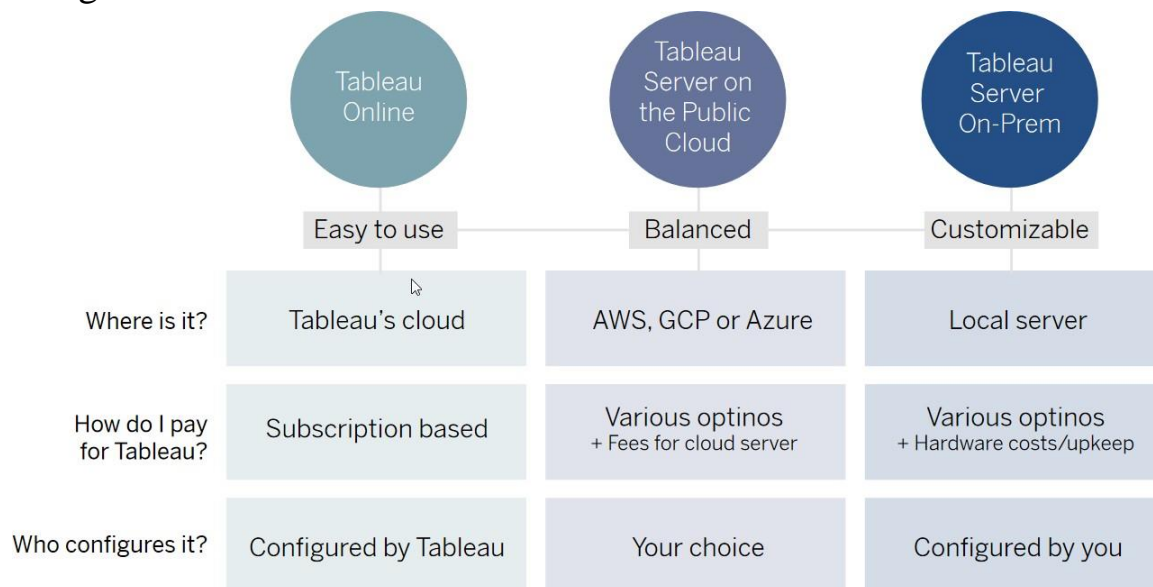 Tableau
Online
Tableau
Server on
the Public
Cloud
Tableau
Server
On-Prem
Easy to use
Balanced
Customizable
Where is it?
Tableau's cloud
AWS, GCP or Azure
Local server
How do I pay
for Tableau?
Subscription based
Various optinos
+ Fees for cloud server
Various optinos
+ Hardware costs/upkeep
Who configures it?
Configured by Tableau
Your choice
Configured by you